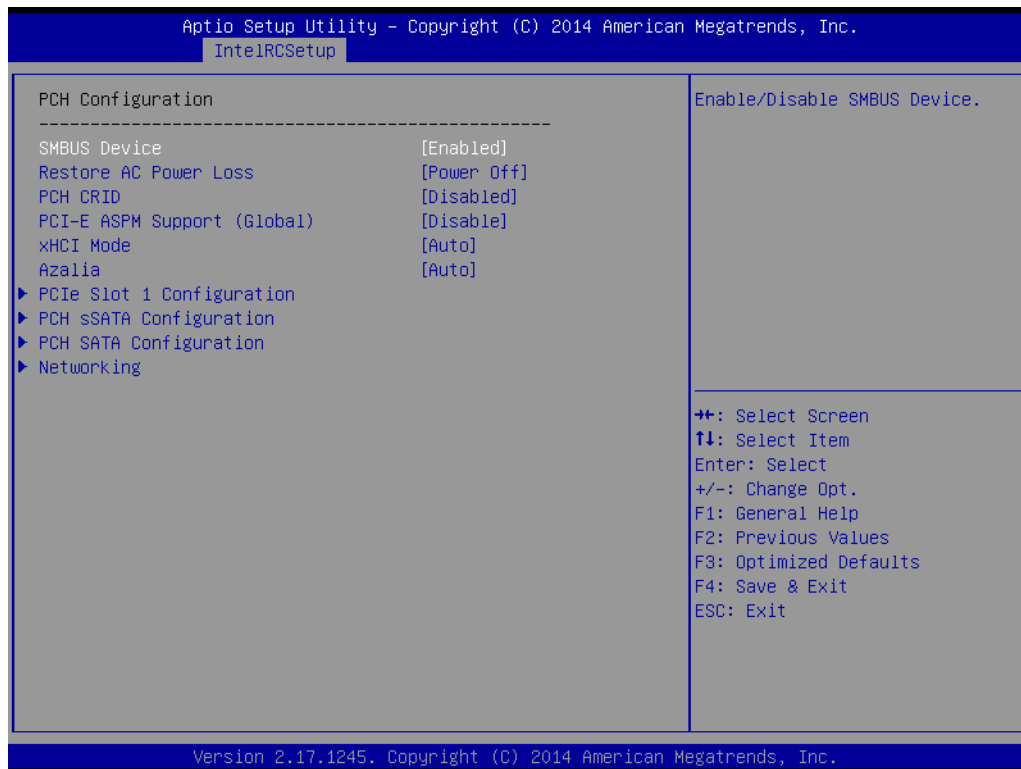 Aptio Setup Utility – Copyright (C) 2014 American Megatrends, Inc.
IntelRCSetup
PCH Configuration
--------------------------------------------------
SMBUS Device [Enabled]
Restore AC Power Loss [Power Off]
PCH CRID [Disabled]
PCI-E ASPM Support (Global) [Disable]
xHCI Mode [Auto]
Azalia [Auto]
▶ PCIe Slot 1 Configuration
▶ PCH sSATA Configuration
▶ PCH SATA Configuration
▶ Networking
Enable/Disable SMBUS Device.
→←: Select Screen
↑↓: Select Item
Enter: Select
+/-: Change Opt.
F1: General Help
F2: Previous Values
F3: Optimized Defaults
F4: Save & Exit
ESC: Exit
Version 2.17.1245. Copyright (C) 2014 American Megatrends, Inc.